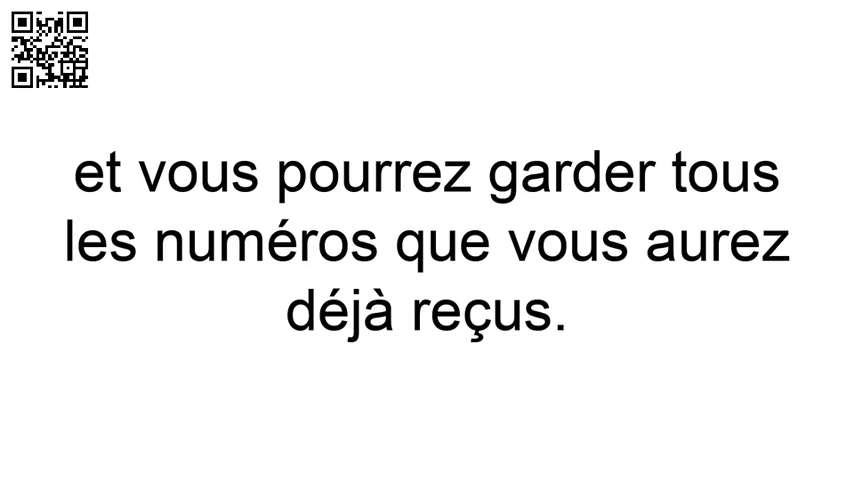 et vous pourrez garder tous
les numéros que vous aurez
déjà reçus.